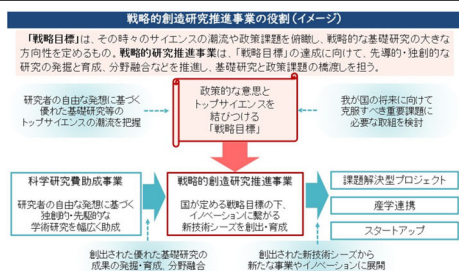 戦略的創造研究推進事業の役割（イメージ）
「戦略目標」は、その時々のサイエンスの潮流や政策課題を俯瞰し、戦略的な基礎研究の大きな
方向性を定めるもの。戦略的研究推進事業は、「戦略目標」の達成に向けて、先導的・独創的な
研究の発掘と育成、分野融合などを推進し、基礎研究と政策課題の橋渡しを担う。
研究者の自由な発想に基づく
優れた基礎研究等の
トップサイエンスの潮流を把握
政策的な意思と
トップサイエンスを
結びつける
「戦略目標」
我が国の将来に向けて
克服すべき重要課題に
必要な取組を検討
科学研究費助成事業
研究者の自由な発想に基づく
独創的・先駆的な
学術研究を幅広く助成
戦略的創造研究推進事業
国が定める戦略目標の下、
イノベーションに繋がる
新技術シーズを創出・育成
課題解決型プロジェクト
産学連携
スタートアップ
創出された優れた基礎研究の
成果の発掘・育成、分野融合
創出された新技術シーズから
新たな事業やイノベーションに展開